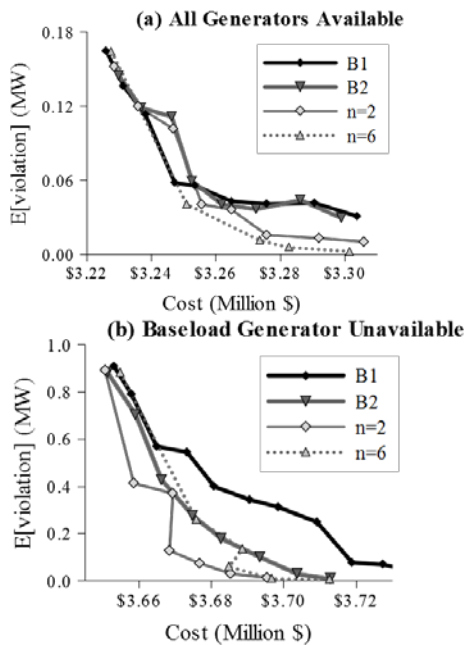 (a) All Generators Available
0.18
0.12
0.06
0.00
E[violation] (MW)
B1
B2
n=2
n=6
$3.22 $3.24 $3.26 $3.28 $3.30
Cost (Million $)
(b) Baseload Generator Unavailable
1.0
0.8
0.6
0.4
0.2
0.0
E[violation] (MW)
B1
B2
n=2
n=6
$3.66 $3.68 $3.70 $3.72
Cost (Million $)